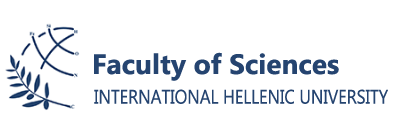 Faculty of Sciences
INTERNATIONAL HELLENIC UNIVERSITY